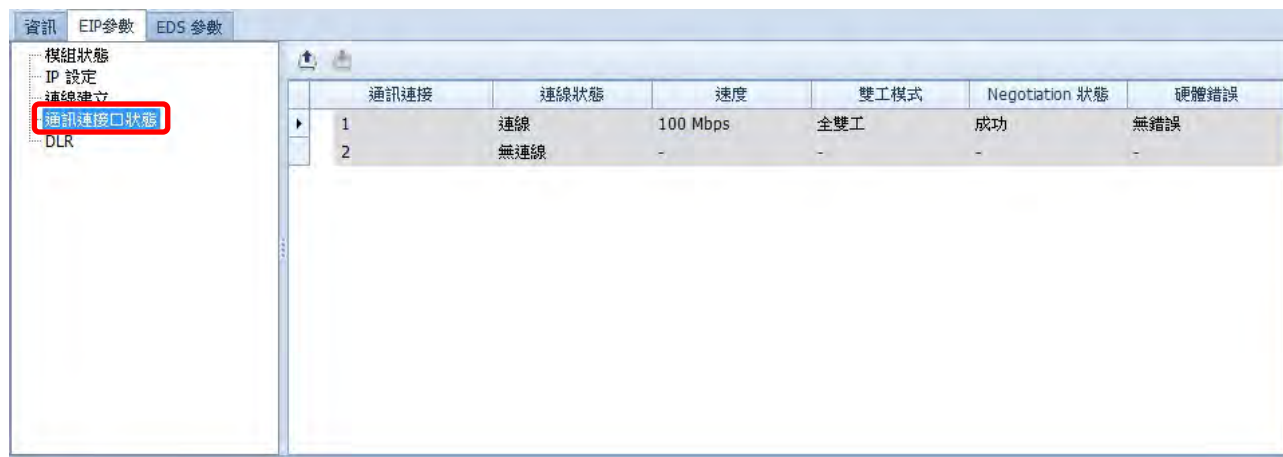 資訊 EIP參數 EDS 參數
模組狀態
IP 設定
連線建立
通訊連接口狀態
DLR
通訊連接 連線狀態 速度 雙工模式 Negotiation 狀態 硬體錯誤
1 連線 100 Mbps 全雙工 成功 無錯誤
2 無連線 - - - -